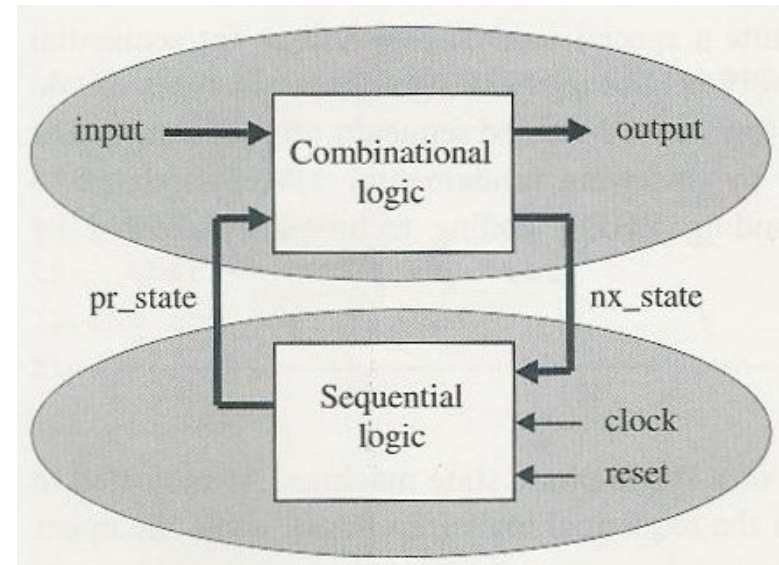 input
Combinational
logic
output
pr_state
nx_state
Sequential
logic
clock
reset